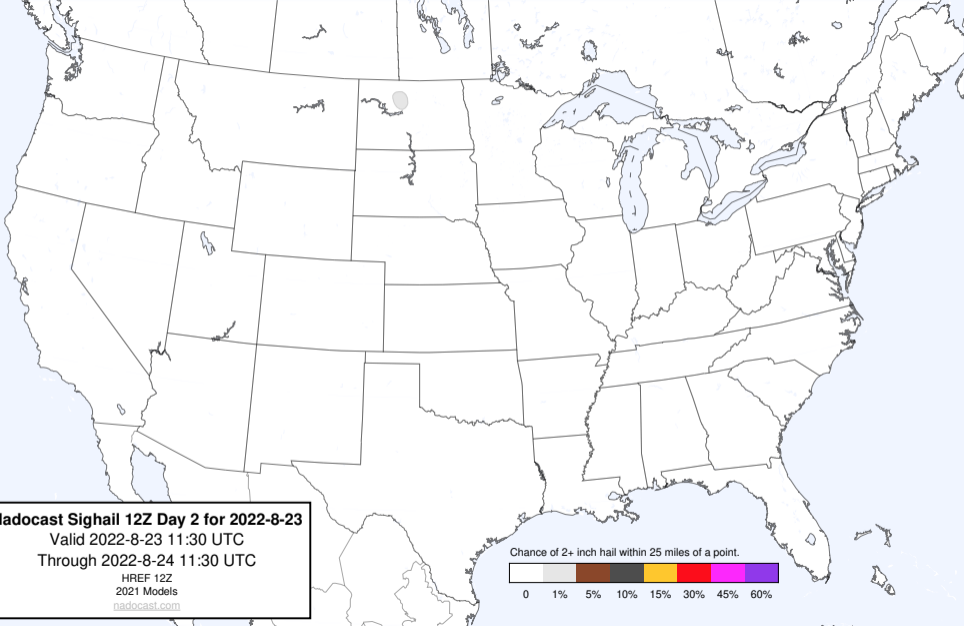 Nadocast Sighail 12Z Day 2 for 2022-8-23
Valid 2022-8-23 11:30 UTC
Through 2022-8-24 11:30 UTC
HREF 12Z
2021 Models
nadocast.com
Chance of 2+ inch hail within 25 miles of a point.
0 1% 5% 10% 15% 30% 45% 60%